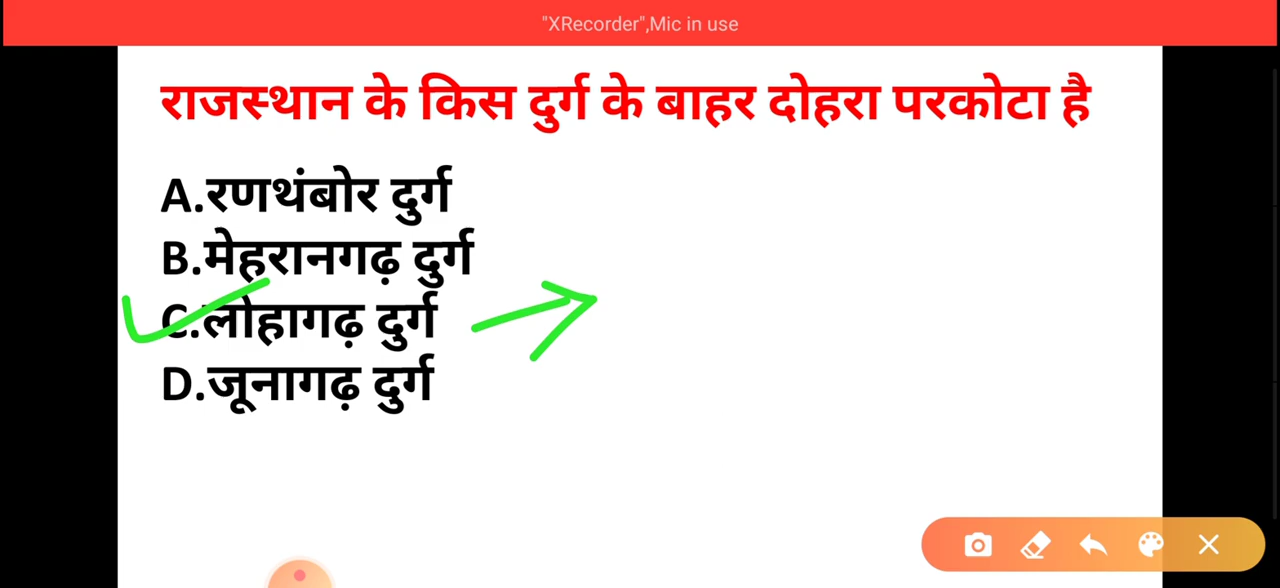 "XRecorder",Mic in use
राजस्थान के किस दुर्ग के बाहर दोहरा परकोटा है
A.रणथंबोर दुर्ग
B.मेहरानगढ़ दुर्ग
C.लोहागढ़ दुर्ग
D.जूनागढ़ दुर्ग